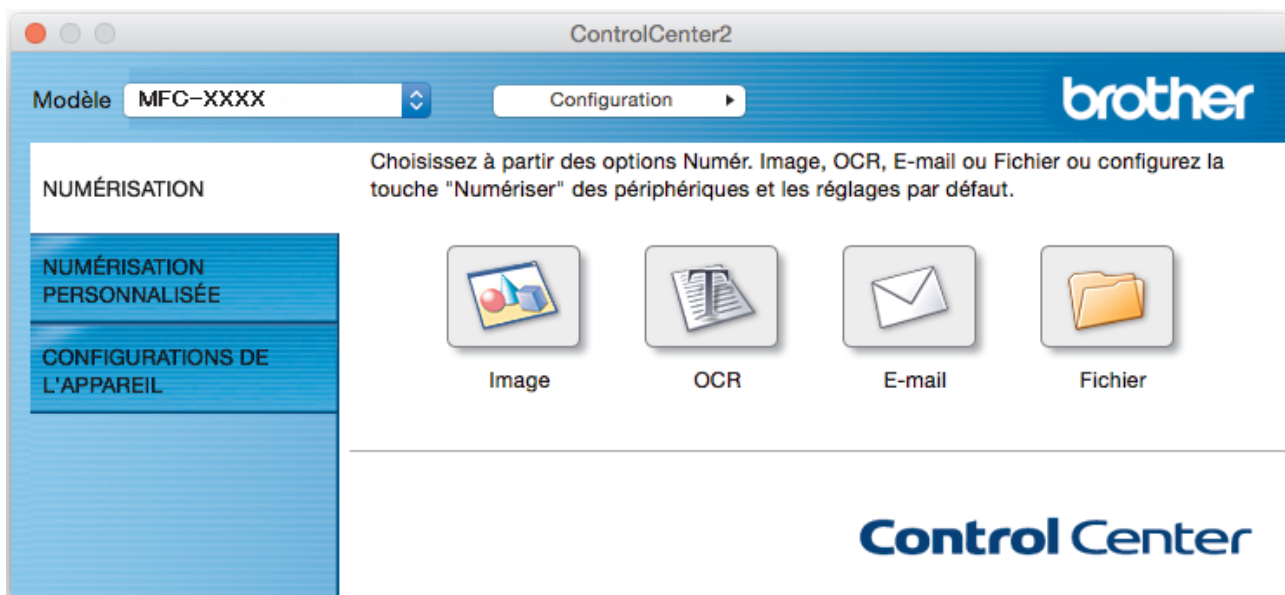 ControlCenter2
Modèle MFC-XXXX Configuration
brother
NUMÉRISATION
NUMÉRISATION
PERSONNALISÉE
CONFIGURATIONS DE
L'APPAREIL
Choisissez à partir des options Numér. Image, OCR, E-mail ou Fichier ou configurez la
touche "Numériser" des périphériques et les réglages par défaut.
Image OCR E-mail Fichier
Control Center